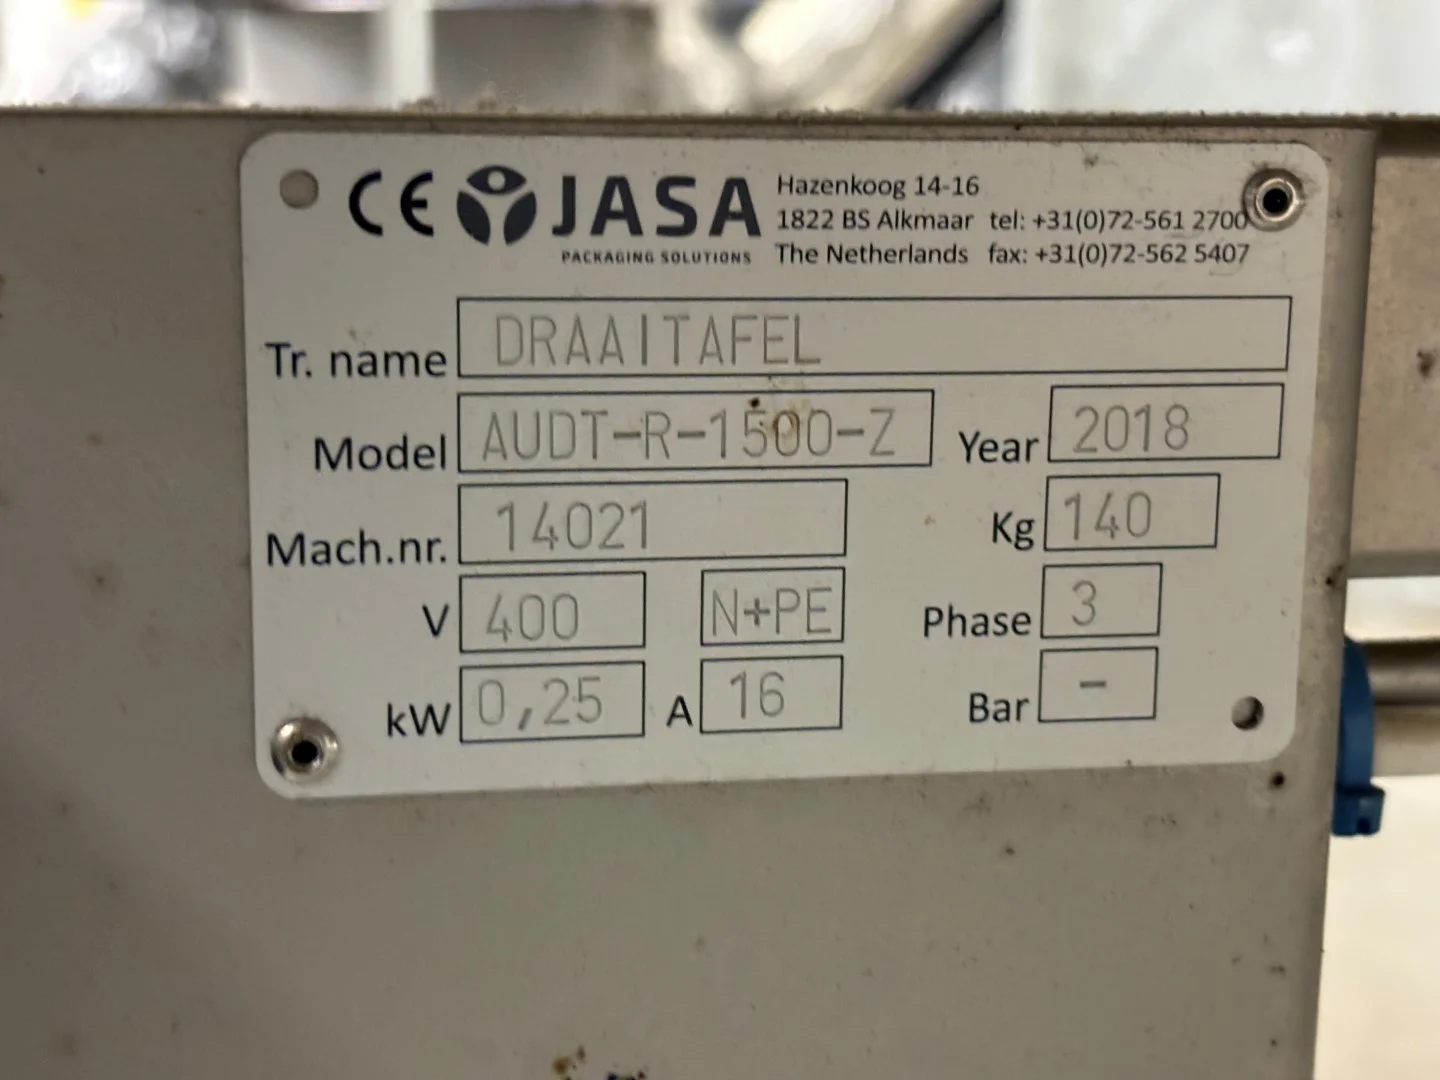 CE JASA
PACKAGING SOLUTIONS
Hazenkoog 14-16
1822 BS Alkmaar tel: +31(0)72-561 2700
The Netherlands fax: +31(0)72-562 5407
Tr. name DRAAITAFEL
Model AUDT-R-1500-Z Year 2018
Mach.nr. 14021 Kg 140
V 400 N+PE Phase 3
kW 0,25 A 16 Bar -